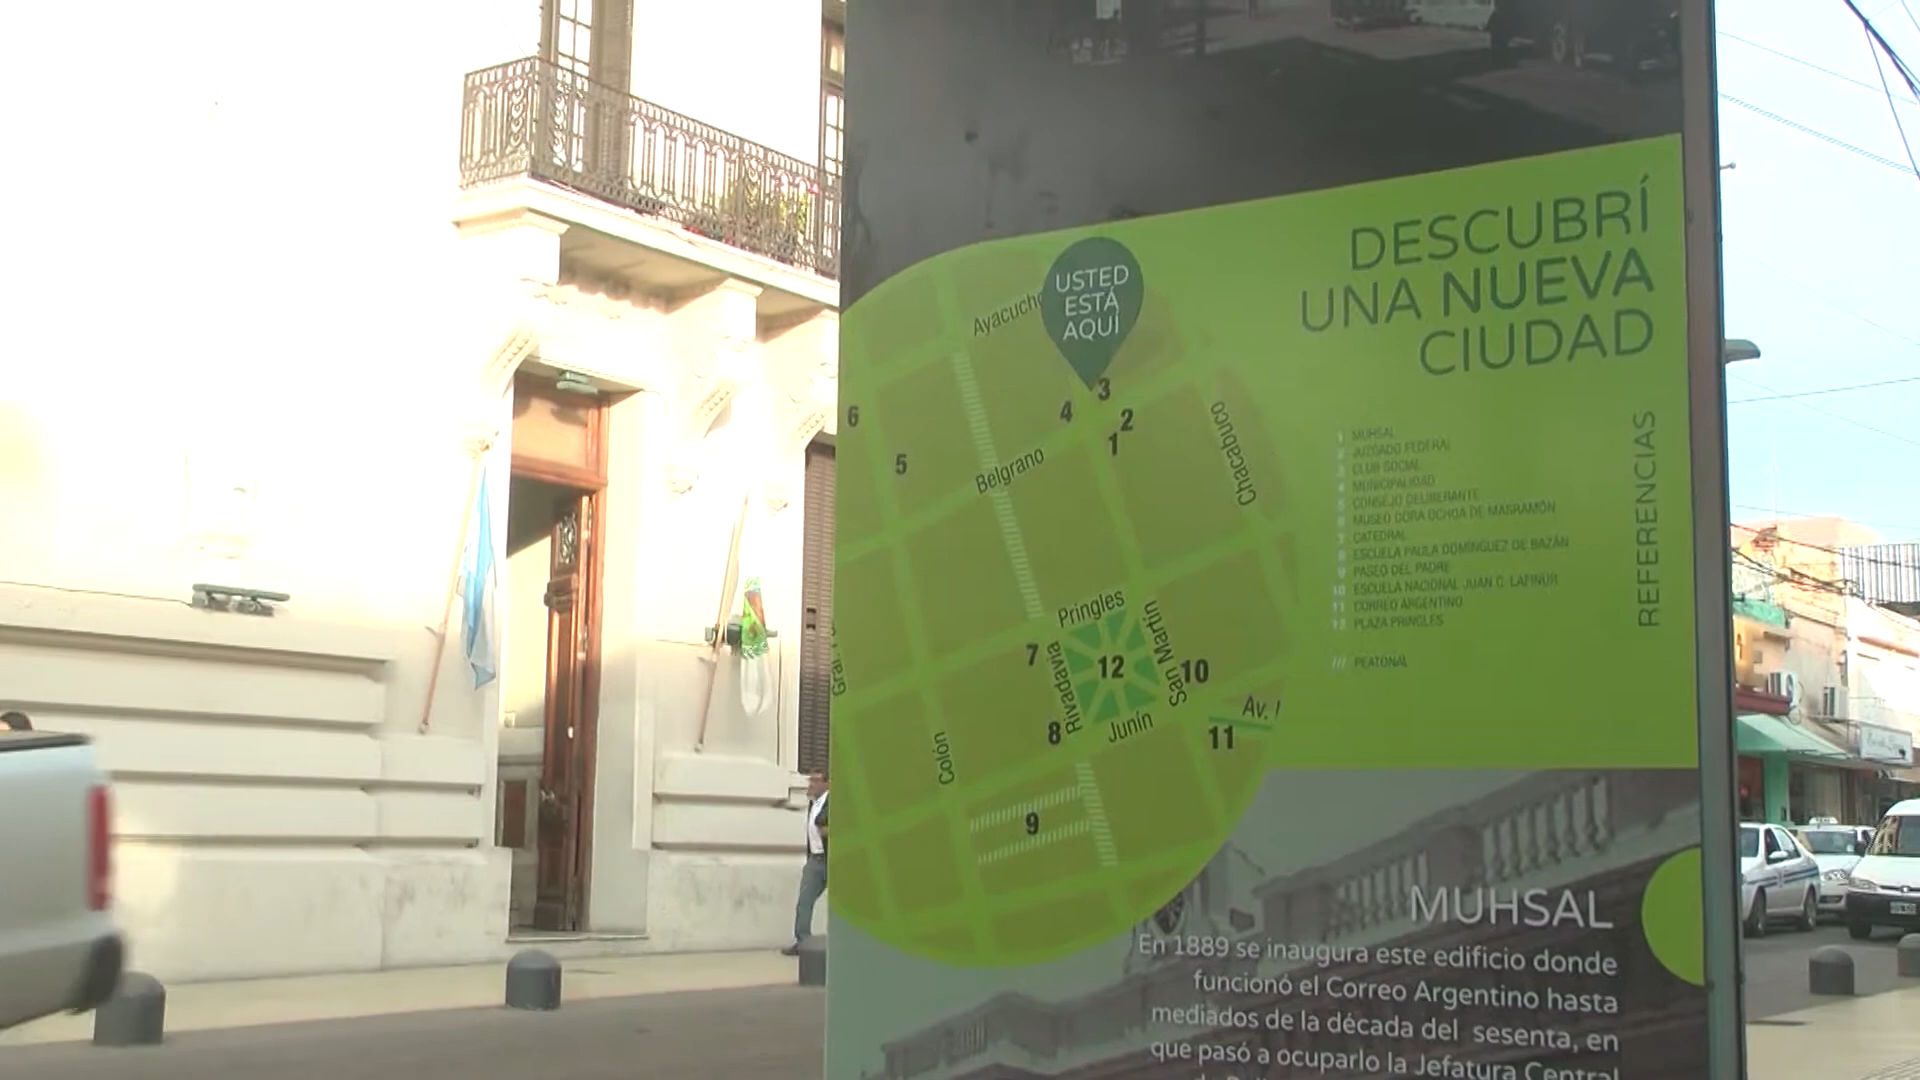 DESCUBRÍ
UNA NUEVA
CIUDAD
USTED
ESTÁ
AQUÍ
Ayacucho
3
4
2
1
6
5
Belgrano
Chacabuco
Pringles
San Martín
7
12
10
Rivadavia
8
Junín
Av.
11
Colón
9
REFERENCIAS
1 MUHSAL
2 JUZGADO FEDERAL
3 CLUB SOCIAL
4 MUNICIPALIDAD
5 CONSEJO DELIBERANTE
6 MUSEO DORA OCHOA DE MASRAMÓN
7 CATEDRAL
8 ESCUELA PAULA DOMINGUEZ DE BAZÁN
9 PASEO DEL PADRE
10 ESCUELA NACIONAL JUAN C. LAFINUR
11 CORREO ARGENTINO
12 PLAZA PRINGLES
/// PEATONAL
MUHSAL
En 1889 se inaugura este edificio donde
funcionó el Correo Argentino hasta
mediados de la década del sesenta, en
que pasó a ocuparlo la Jefatura Central